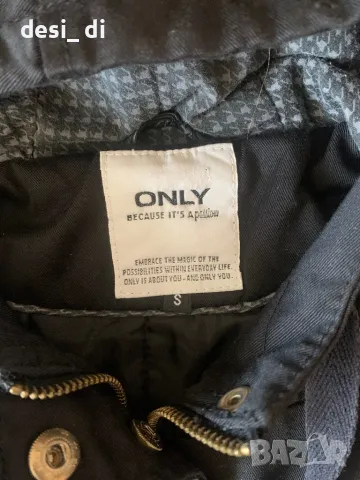 desi_di
ONLY
BECAUSE IT'S A passion
EMBRACE THE MAGIC OF THE
POSSIBILITIES WITHIN EVERYDAY LIFE.
ONLY IS ABOUT YOU - AND ONLY YOU.
S
BAZAR